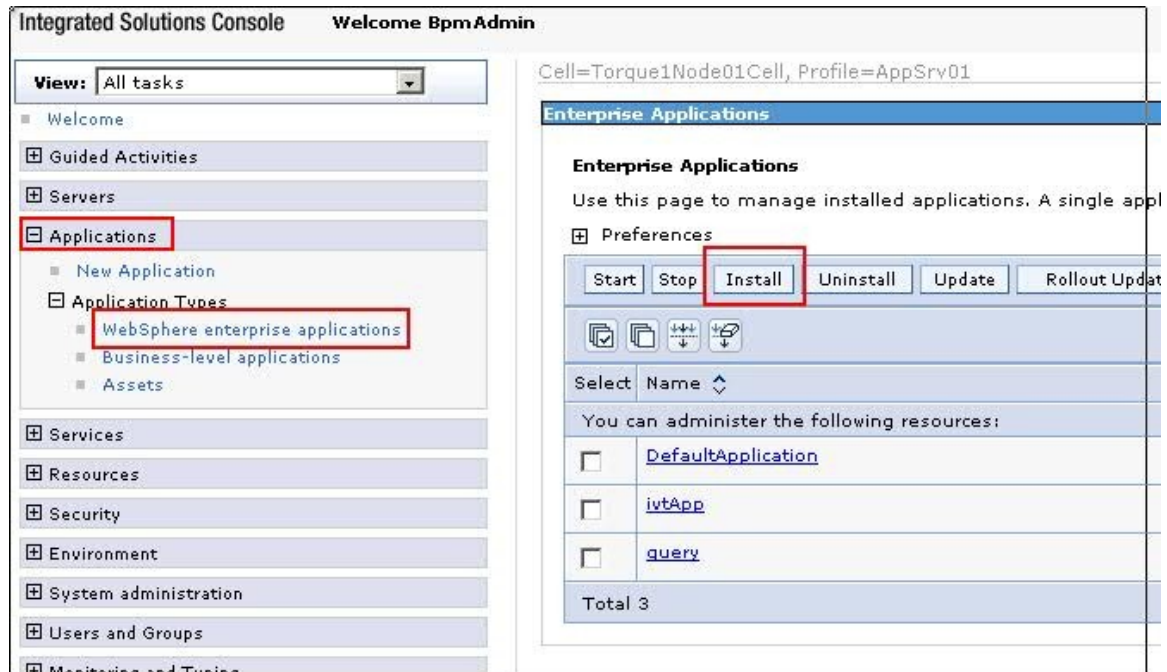 Integrated Solutions Console Welcome BpmAdmin
View: All tasks
Welcome
Guided Activities
Servers
Applications
New Application
Application Types
WebSphere enterprise applications
Business-level applications
Assets
Services
Resources
Security
Environment
System administration
Users and Groups
Monitoring and Tuning
Cell=Torque1Node01Cell, Profile=AppSrv01
Enterprise Applications
Enterprise Applications
Use this page to manage installed applications. A single appl
Preferences
Start Stop Install Uninstall Update Rollout Updat
Select Name
You can administer the following resources:
DefaultApplication
ivtApp
query
Total 3